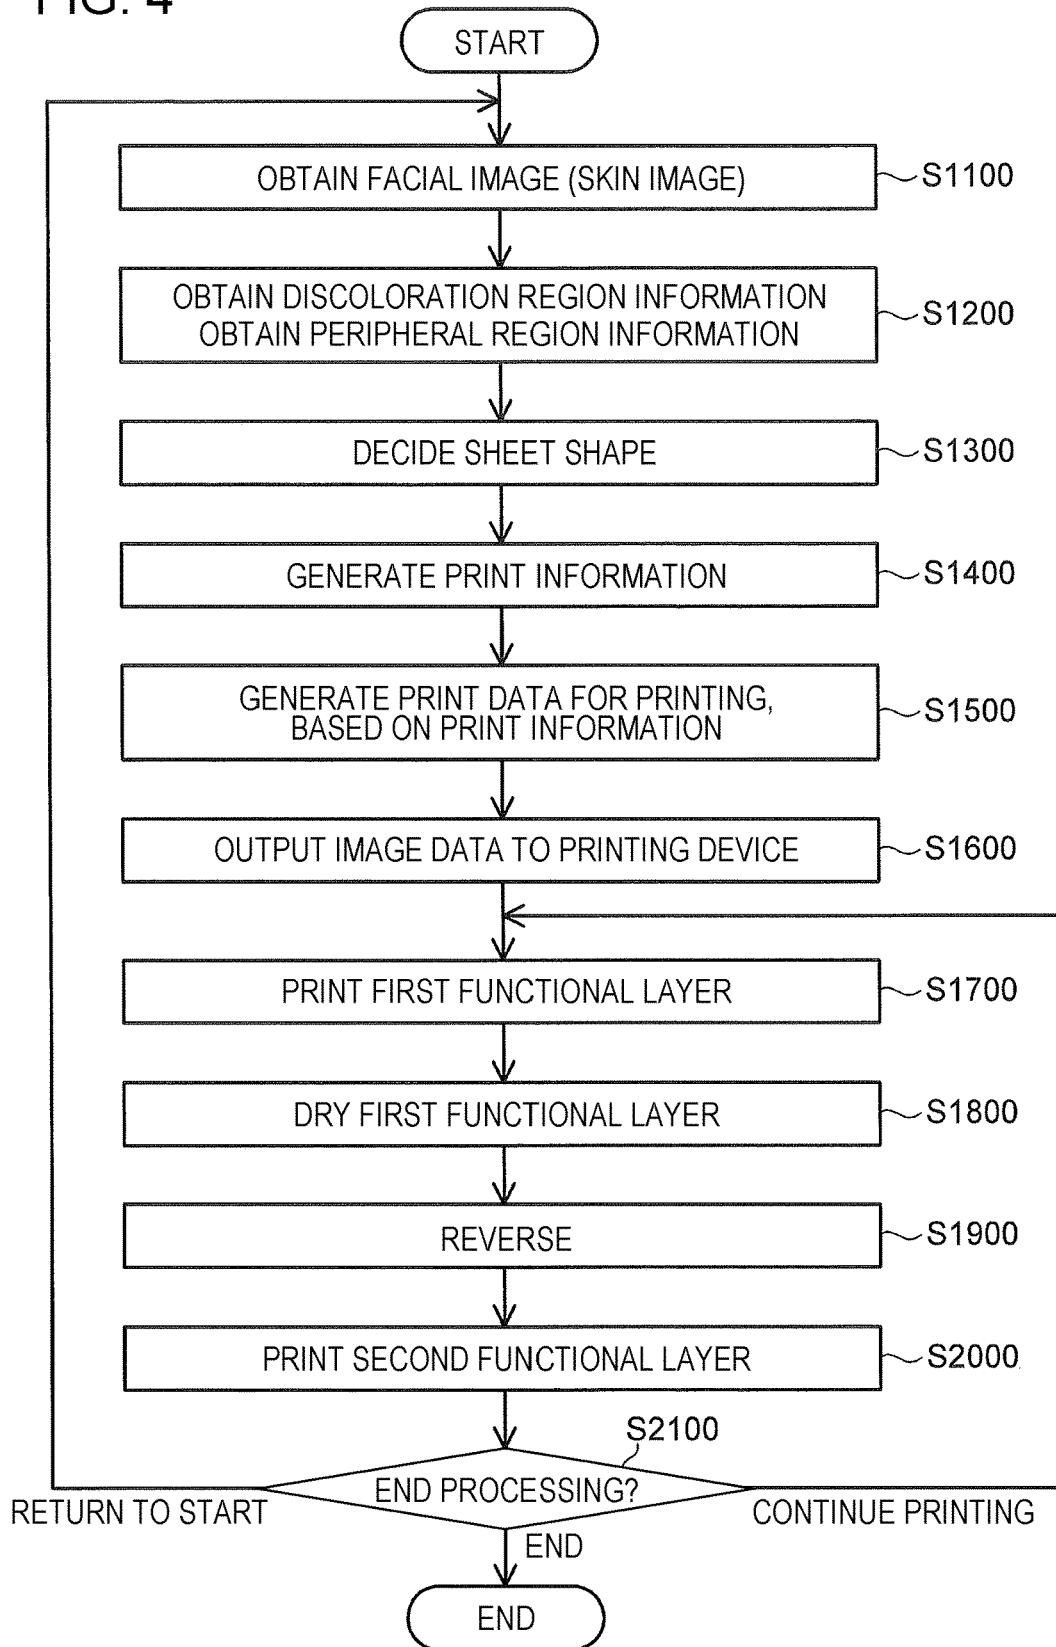 FIG. 4
START
OBTAIN FACIAL IMAGE (SKIN IMAGE)
S1100
OBTAIN DISCOLORATION REGION INFORMATION
OBTAIN PERIPHERAL REGION INFORMATION
S1200
DECIDE SHEET SHAPE
S1300
GENERATE PRINT INFORMATION
S1400
GENERATE PRINT DATA FOR PRINTING,
BASED ON PRINT INFORMATION
S1500
OUTPUT IMAGE DATA TO PRINTING DEVICE
S1600
PRINT FIRST FUNCTIONAL LAYER
S1700
DRY FIRST FUNCTIONAL LAYER
S1800
REVERSE
S1900
PRINT SECOND FUNCTIONAL LAYER
S2000
S2100
END PROCESSING?
RETURN TO START
CONTINUE PRINTING
END
END